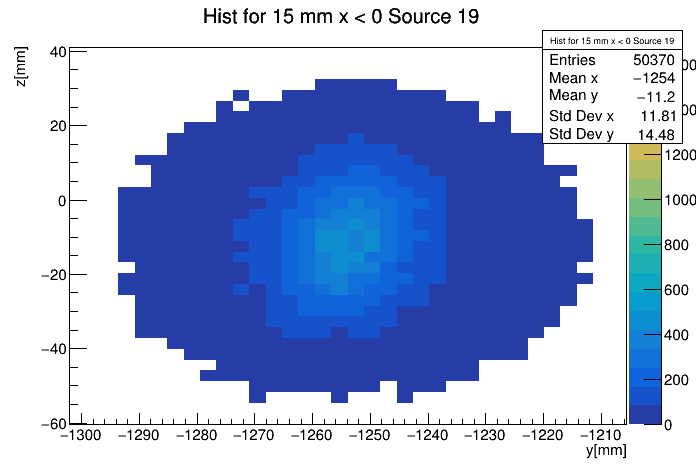 Hist for 15 mm x < 0 Source 19
Hist for 15 mm x < 0 Source 19
Entries 50370
Mean x −1254
Mean y −11.2
Std Dev x 11.81
Std Dev y 14.48
z[mm]
40
20
0
−20
−40
−60
−1300 −1290 −1280 −1270 −1260 −1250 −1240 −1230 −1220 −1210
y[mm]
1200
1000
800
600
400
200
0